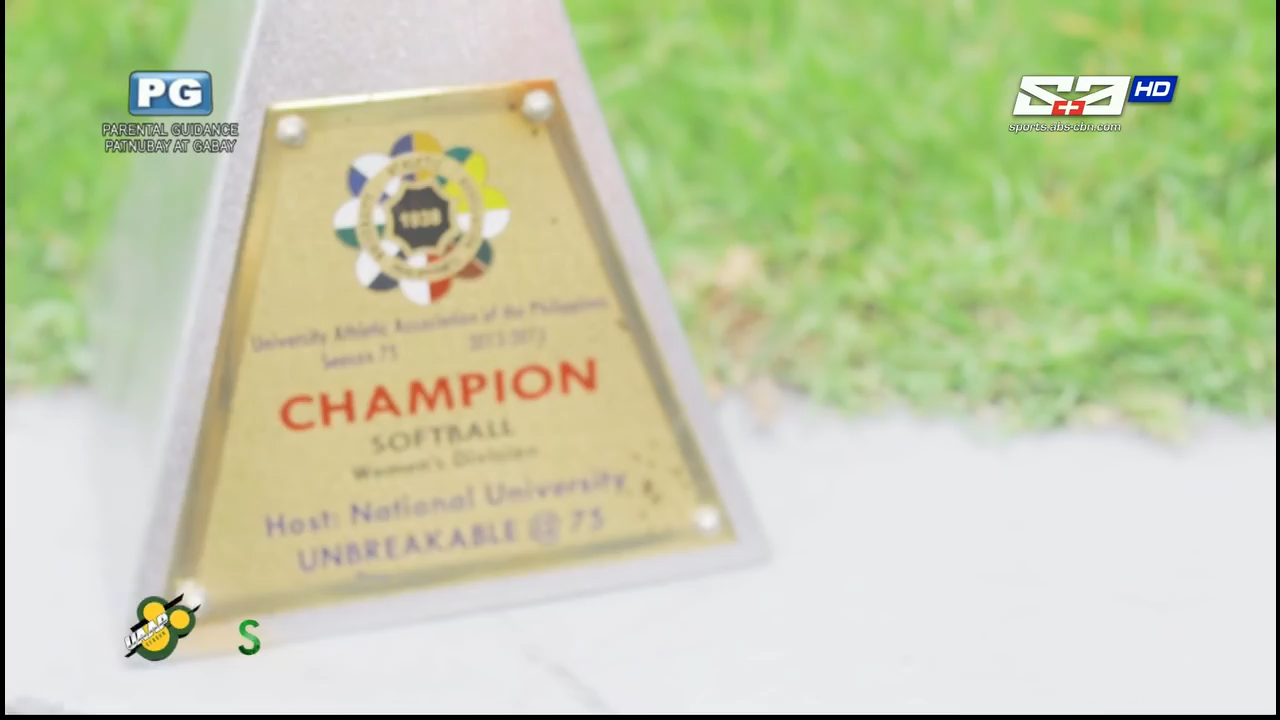 PG
PARENTAL GUIDANCE
PATNUBAY AT GABAY
S+A HD
sports.abs-cbn.com
1938
University Athletic Association of the Philippines
Season 75
CHAMPION
SOFTBALL
Women's Division
Host: National University
UNBREAKABLE @ 75
UAAP
S